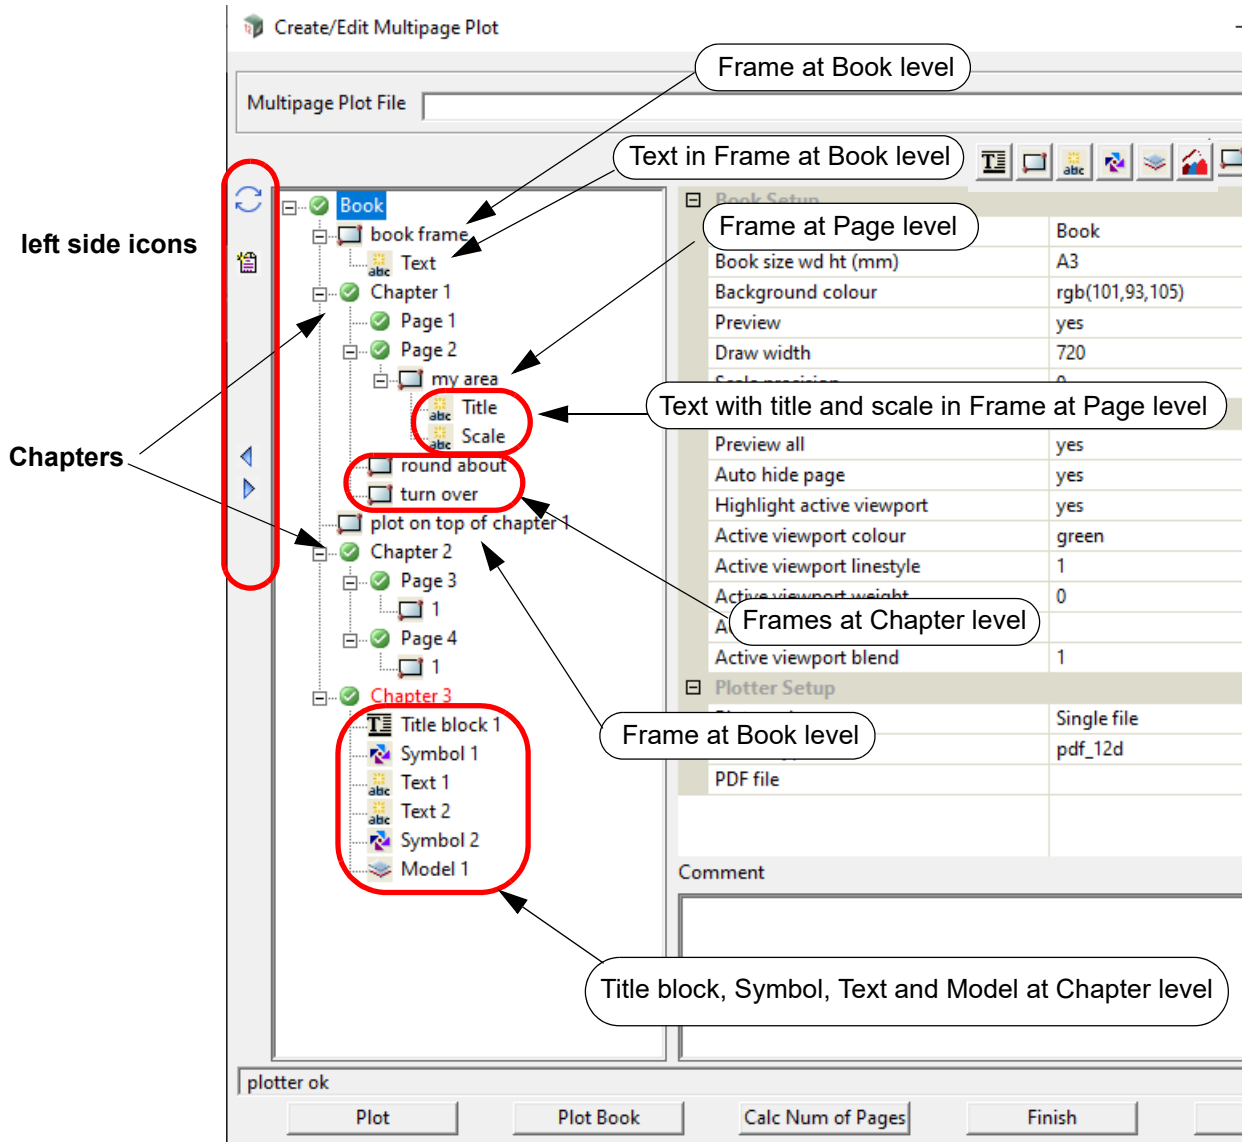 Create/Edit Multipage Plot
Frame at Book level
Multipage Plot File
Text in Frame at Book level
left side icons
Chapters
Book
book frame
Text
Chapter 1
Page 1
Page 2
my area
Title
Scale
round about
turn over
plot on top of chapter 1
Chapter 2
Page 3
1
Page 4
1
Chapter 3
Title block 1
Symbol 1
Text 1
Text 2
Symbol 2
Model 1
Book Setup
Frame at Page level
Book
Book size wd ht (mm) A3
Background colour rgb(101,93,105)
Preview yes
Draw width 720
Text with title and scale in Frame at Page level
Preview all yes
Auto hide page yes
Highlight active viewport yes
Active viewport colour green
Active viewport linestyle 1
Active viewport weight 0
Frames at Chapter level
Active viewport blend 1
Plotter Setup
Frame at Book level
Single file
pdf_12d
PDF file
Comment
Title block, Symbol, Text and Model at Chapter level
plotter ok
Plot Plot Book Calc Num of Pages Finish